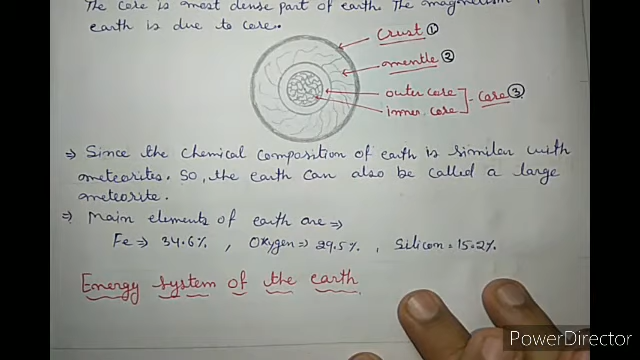 The core is most dense part of earth. The magnetism
earth is due to core.
Crust ①
mentle ②
outer core
inner core
core ③
⇒ Since the chemical composition of earth is similar with
meteorites. So, the earth can also be called a large
meteorite.
⇒ Main elements of earth are ⇒
Fe ⇒ 34.6%, Oxygen ⇒ 29.5%, Silicon = 15.2%
Energy system of the earth
PowerDirector